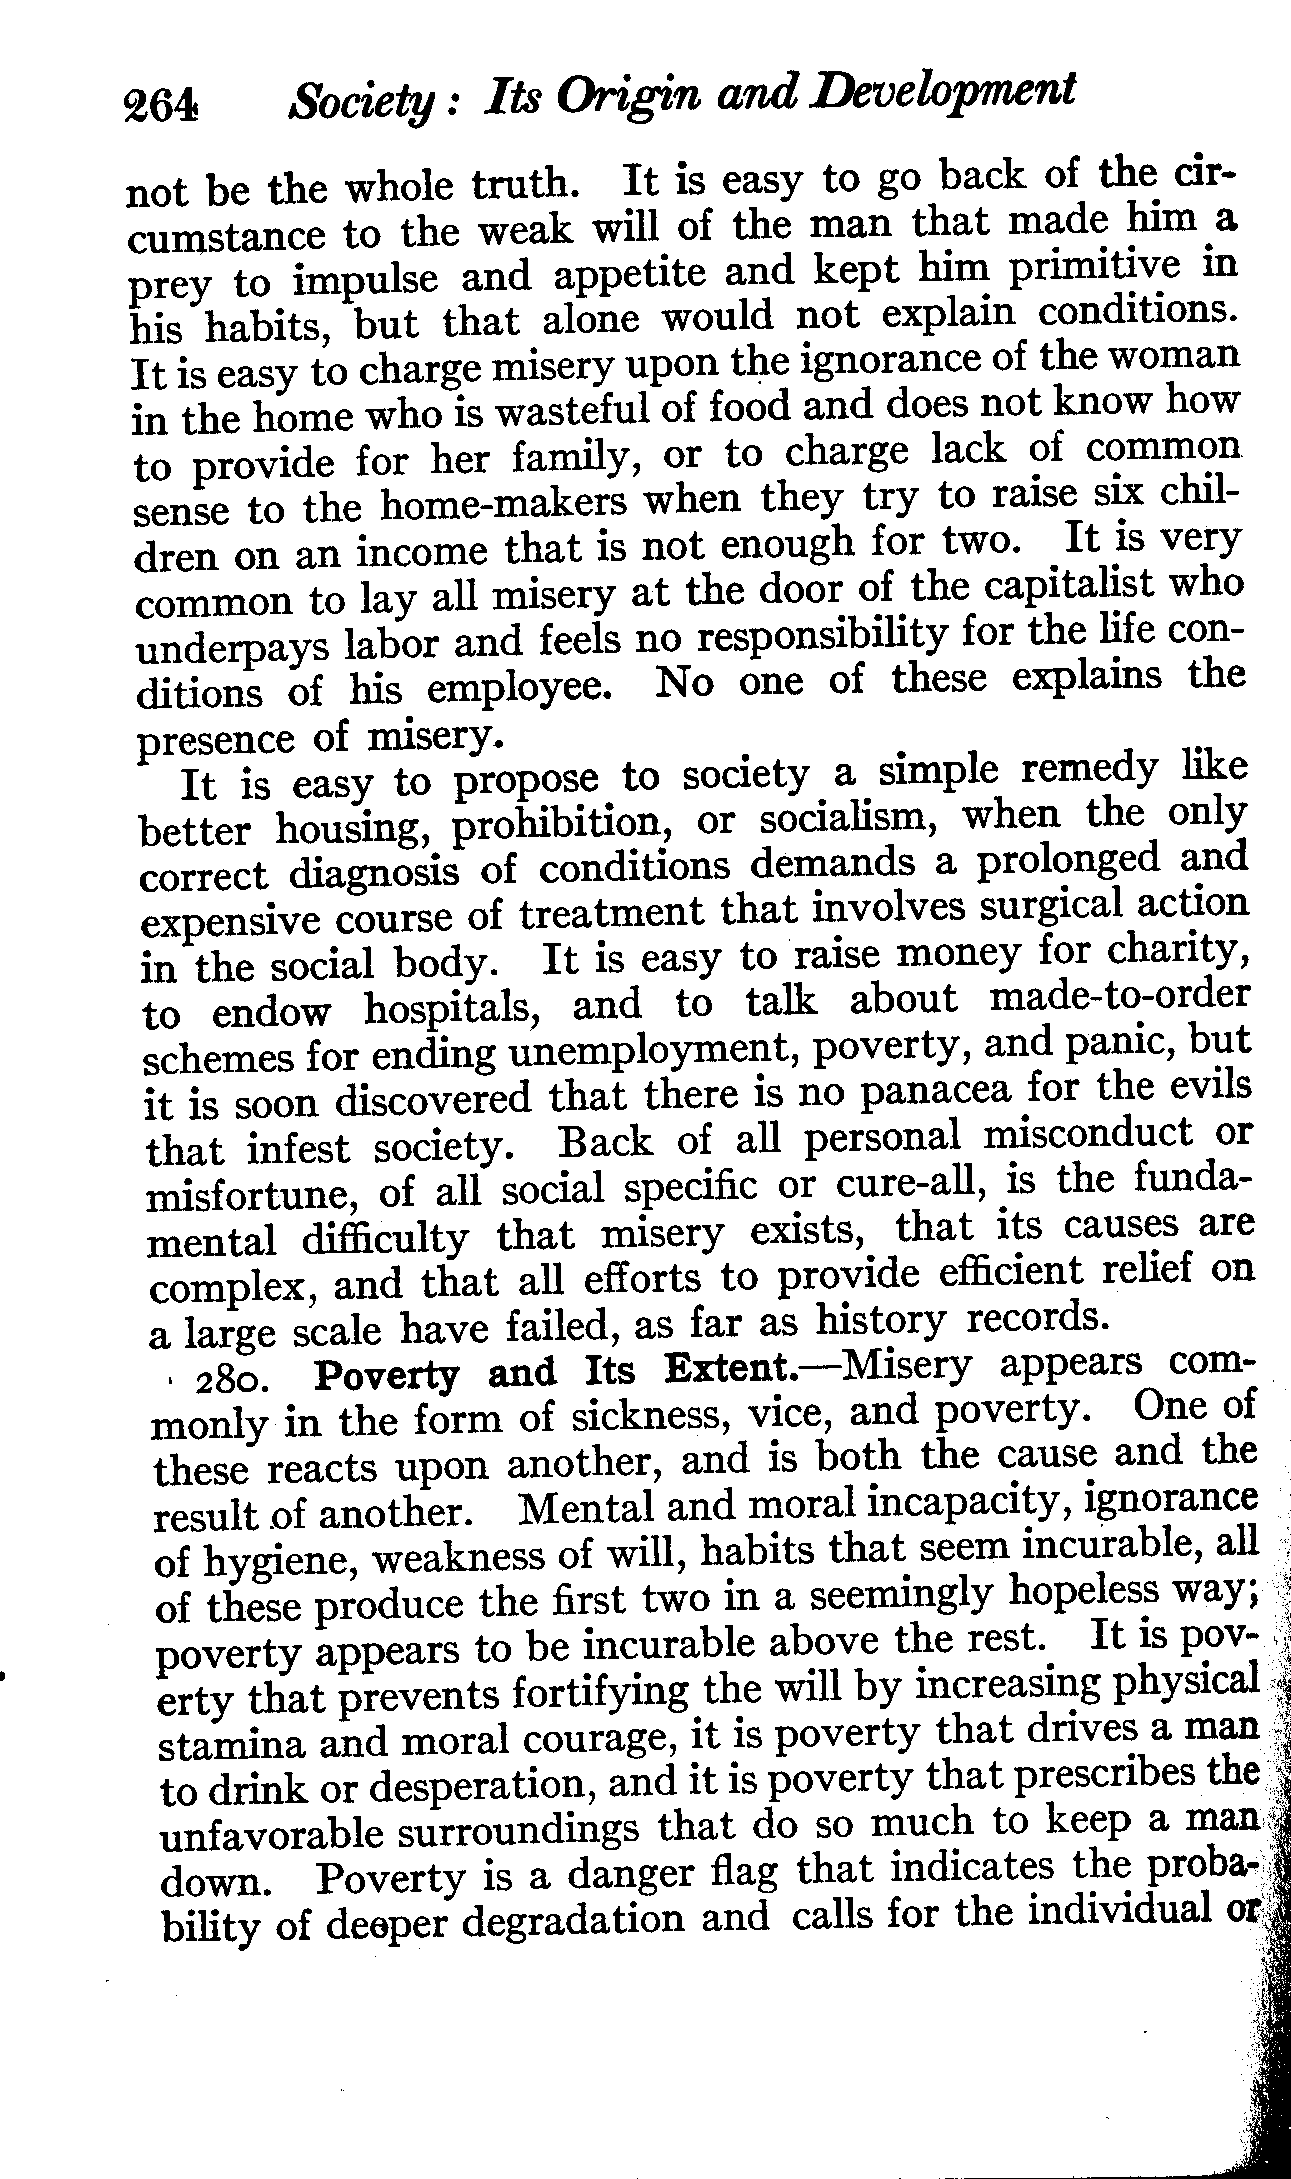 264 Society: Its Origin and Development
not be the whole truth. It is easy to go back of the cir-
cumstance to the weak will of the man that made him a
prey to impulse and appetite and kept him primitive in
his habits, but that alone would not explain conditions.
It is easy to charge misery upon the ignorance of the woman
in the home who is wasteful of food and does not know how
to provide for her family, or to charge lack of common
sense to the home-makers when they try to raise six chil-
dren on an income that is not enough for two. It is very
common to lay all misery at the door of the capitalist who
underpays labor and feels no responsibility for the life con-
ditions of his employee. No one of these explains the
presence of misery.
It is easy to propose to society a simple remedy like
better housing, prohibition, or socialism, when the only
correct diagnosis of conditions demands a prolonged and
expensive course of treatment that involves surgical action
in the social body. It is easy to raise money for charity,
to endow hospitals, and to talk about made-to-order
schemes for ending unemployment, poverty, and panic, but
it is soon discovered that there is no panacea for the evils
that infest society. Back of all personal misconduct or
misfortune, of all social specific or cure-all, is the funda-
mental difficulty that misery exists, that its causes are
complex, and that all efforts to provide efficient relief on
a large scale have failed, as far as history records.
280. Poverty and Its Extent.—Misery appears com-
monly in the form of sickness, vice, and poverty. One of
these reacts upon another, and is both the cause and the
result of another. Mental and moral incapacity, ignorance
of hygiene, weakness of will, habits that seem incurable, all
of these produce the first two in a seemingly hopeless way;
poverty appears to be incurable above the rest. It is pov-
erty that prevents fortifying the will by increasing physical
stamina and moral courage, it is poverty that drives a man
to drink or desperation, and it is poverty that prescribes the
unfavorable surroundings that do so much to keep a man
down. Poverty is a danger flag that indicates the proba-
bility of deeper degradation and calls for the individual or